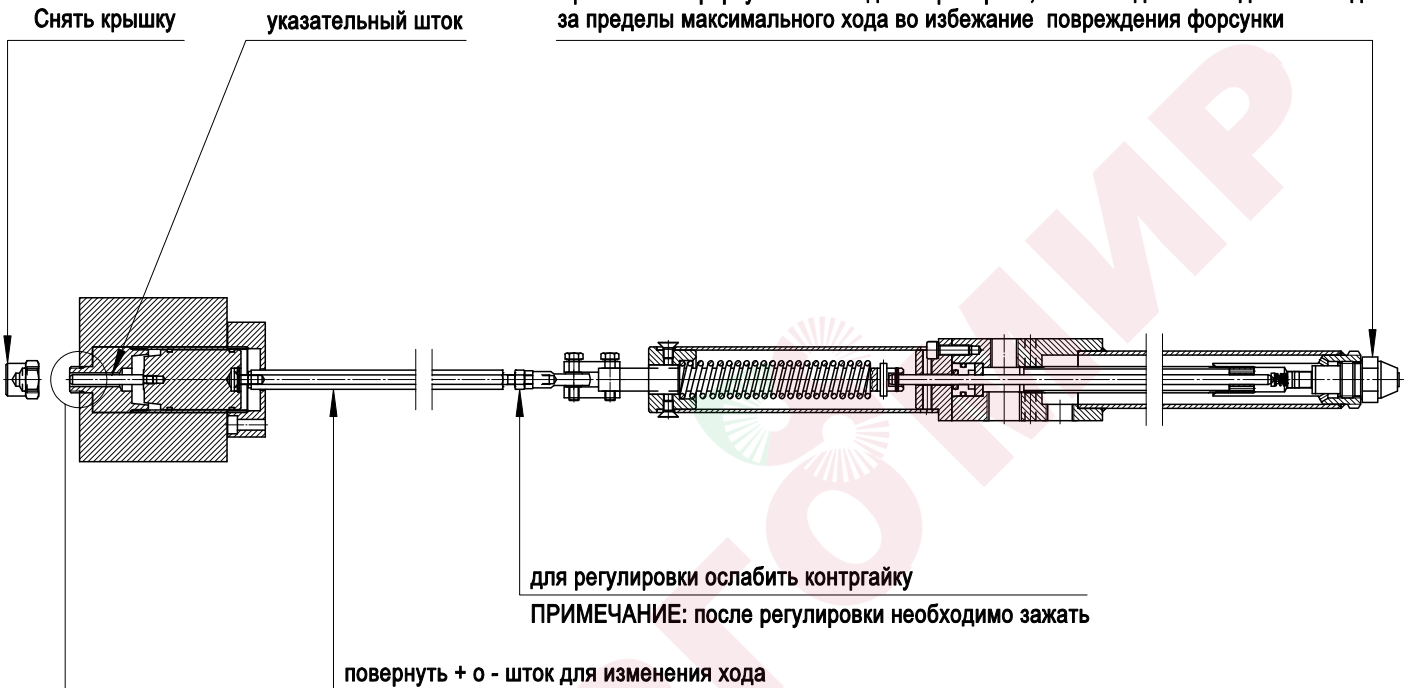 Снять крышку
указательный шток
за пределы максимального хода во избежание повреждения форсунки
для регулировки ослабить контргайку
ПРИМЕЧАНИЕ: после регулировки необходимо зажать
повернуть + о - шток для изменения хода
ГОМИР